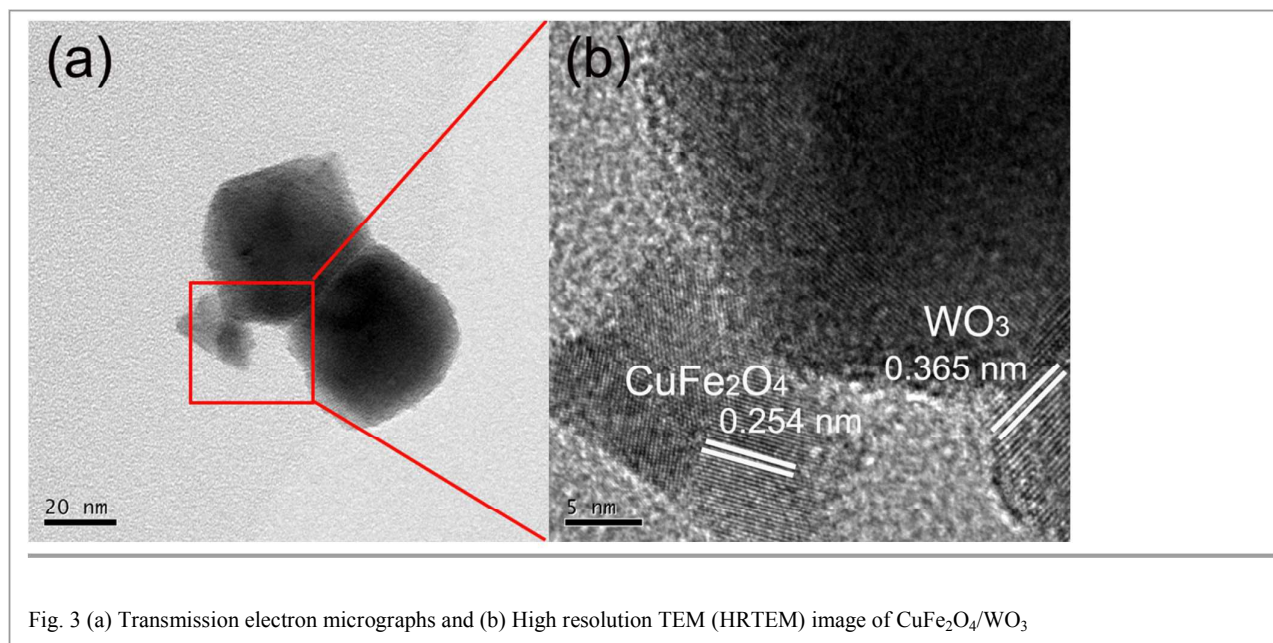 (a)
(b)
WO₃
0.365 nm
CuFe₂O₄
0.254 nm
20 nm
5 nm
Fig. 3 (a) Transmission electron micrographs and (b) High resolution TEM (HRTEM) image of CuFe₂O₄/WO₃